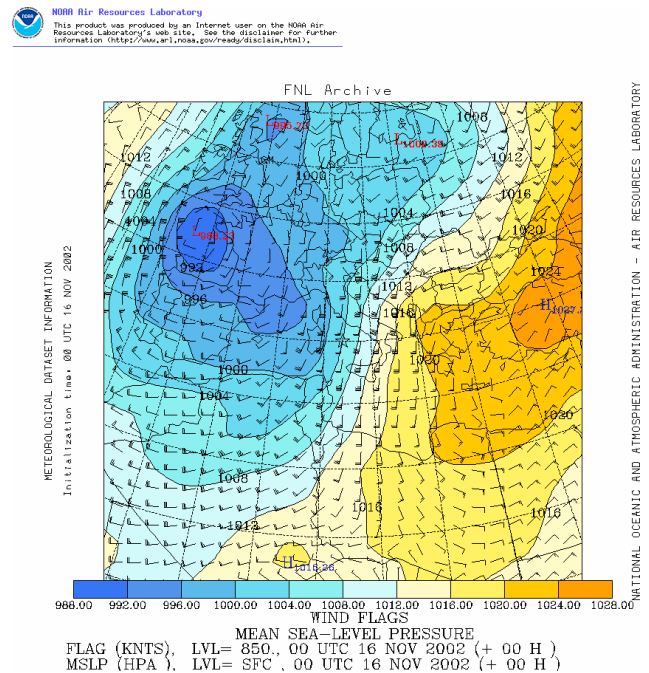 NOAA Air Resources Laboratory
This product was produced by an Internet user on the NOAA Air
Resources Laboratory's web site. See the disclaimer for further
information (http://www.arl.noaa.gov/ready/disclaim.html).
FNL Archive
1008
1012
1012
1000
1008
1016
1004
1004
1020
1000
1008
992
1024
1012
996
1016
1020
1000
1004
1020
1008
1016
1016
1012
METEOROLOGICAL DATASET INFORMATION
Initialization time: 00 UTC 16 NOV 2002
NATIONAL OCEANIC AND ATMOSPHERIC ADMINISTRATION - AIR RESOURCES LABORATORY
988.00 992.00 996.00 1000.00 1004.00 1008.00 1012.00 1016.00 1020.00 1024.00 1028.00
WIND FLAGS
MEAN SEA-LEVEL PRESSURE
FLAG (KNTS), LVL= 850., 00 UTC 16 NOV 2002 (+ 00 H )
MSLP (HPA ), LVL= SFC , 00 UTC 16 NOV 2002 (+ 00 H )